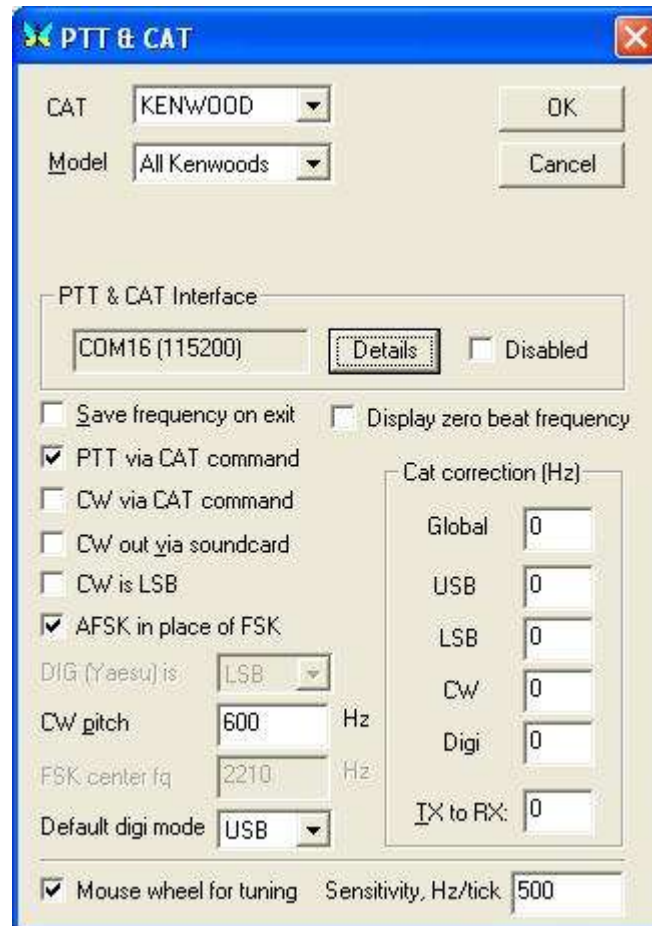 PTT & CAT
CAT KENWOOD OK
Model All Kenwoods Cancel
PTT & CAT Interface
COM16 (115200) Details Disabled
Save frequency on exit Display zero beat frequency
PTT via CAT command
CW via CAT command
CW out via soundcard
CW is LSB
AFSK in place of FSK
DIG (Yaesu) is LSB
CW pitch 600 Hz
FSK center fq 2210 Hz
Default digi mode USB
Cat correction (Hz)
Global 0
USB 0
LSB 0
CW 0
Digi 0
TX to RX: 0
Mouse wheel for tuning Sensitivity, Hz/tick 500